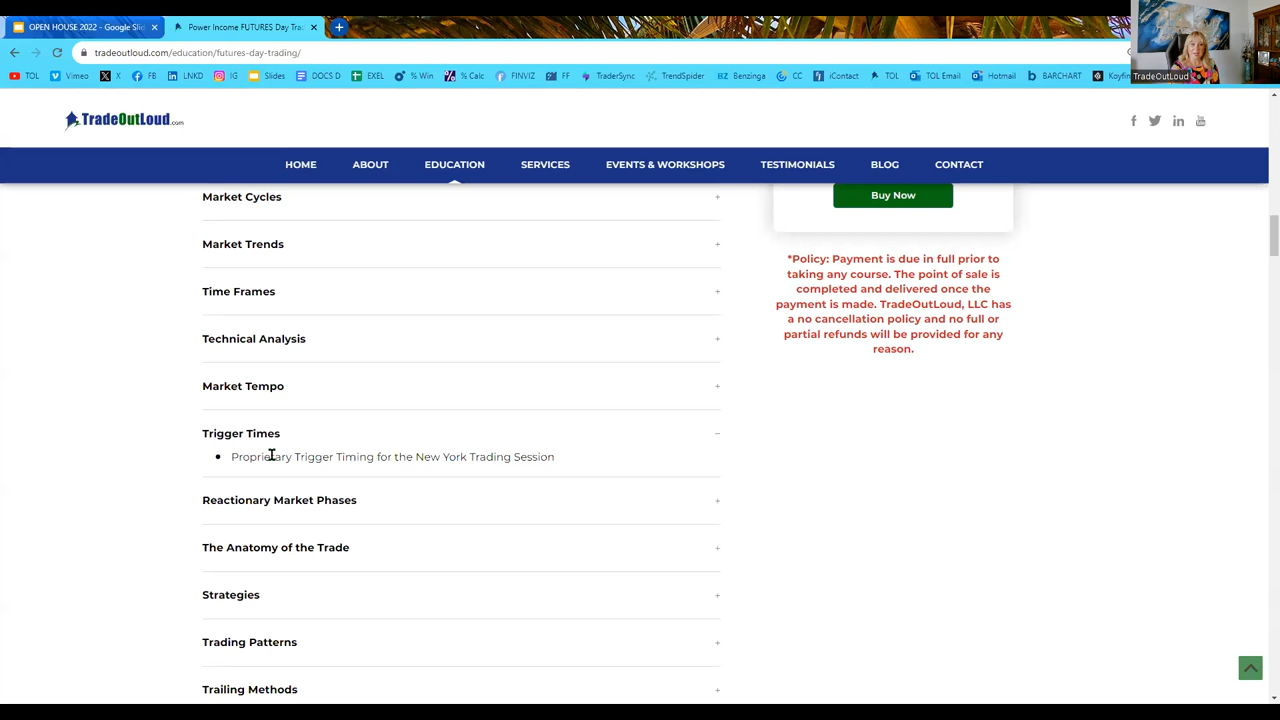 OPEN HOUSE 2022 - Google Slid
Power Income FUTURES Day Tra
tradeoutloud.com/education/futures-day-trading/
TOL Vimeo X FB LNKD IG Slides DOCS D EXEL % Win % Calc FINVIZ FF TraderSync TrendSpider Benzinga CC iContact TOL TOL Email Hotmail BARCHART Koyfin
TradeOutLoud
TradeOutLoud.com
HOME ABOUT EDUCATION SERVICES EVENTS & WORKSHOPS TESTIMONIALS BLOG CONTACT
Market Cycles
Market Trends
Time Frames
Technical Analysis
Market Tempo
Trigger Times
• Proprietary Trigger Timing for the New York Trading Session
Reactionary Market Phases
The Anatomy of the Trade
Strategies
Trading Patterns
Trailing Methods
Buy Now
*Policy: Payment is due in full prior to
taking any course. The point of sale is
completed and delivered once the
payment is made. TradeOutLoud, LLC has
a no cancellation policy and no full or
partial refunds will be provided for any
reason.